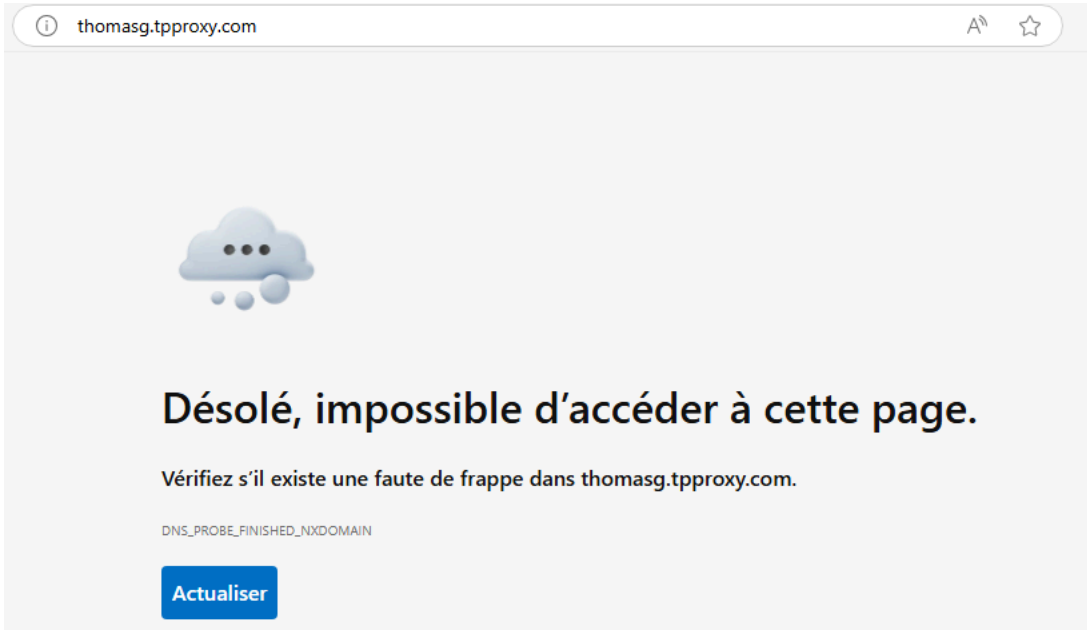 thomasg.tpproxy.com
Désolé, impossible d’accéder à cette page.
Vérifiez s’il existe une faute de frappe dans thomasg.tpproxy.com.
DNS_PROBE_FINISHED_NXDOMAIN
Actualiser